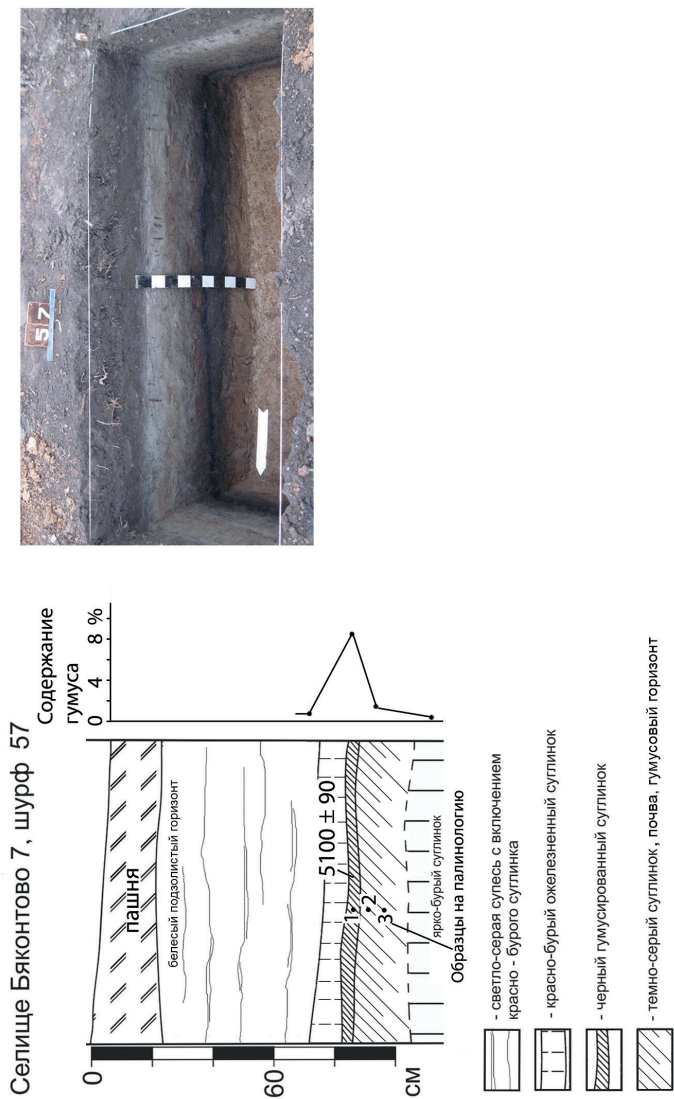 Селище Бяконтово 7, шурф 57
0
60
см
пашня
белесый подзолистый горизонт
5100 ± 90
1
2
3
ярко-бурый суглинок
Образцы на палинологию
Содержание
гумуса
0 4 8 %
- светло-серая супесь с включением
красно - бурого суглинка
- красно-бурый ожелезненный суглинок
- черный гумусированный суглинок
- темно-серый суглинок, почва, гумусовый горизонт
57